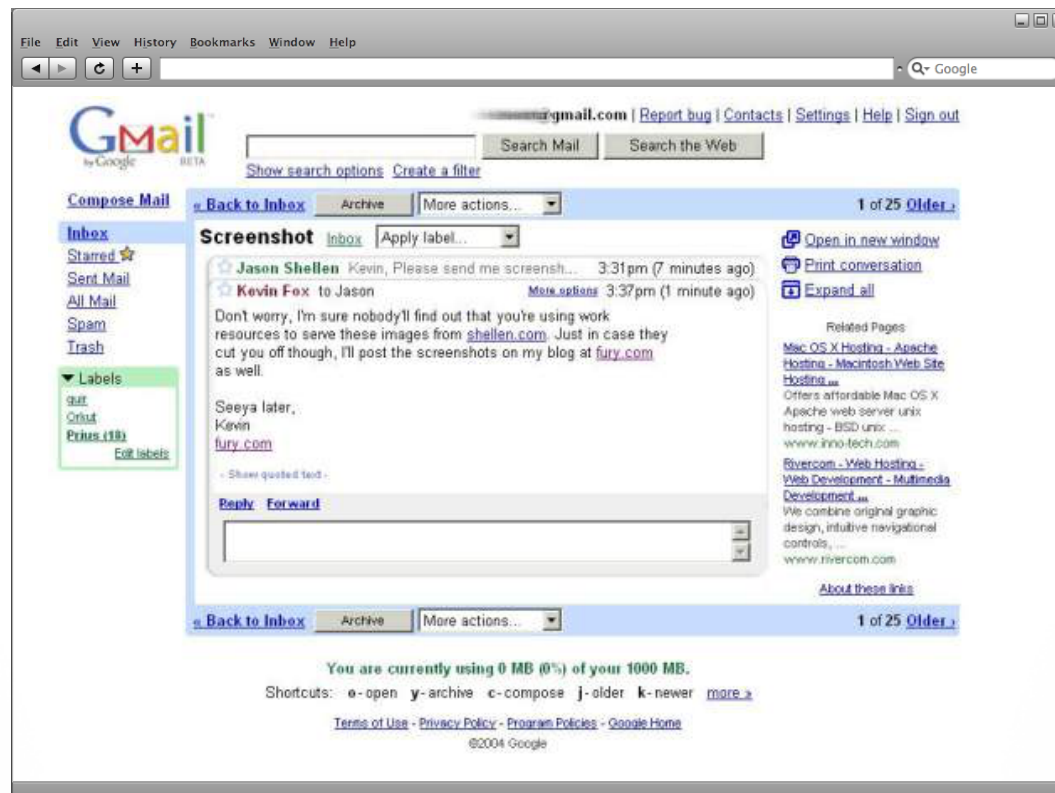 File Edit View History Bookmarks Window Help
Google
GMail
by Google BETA
@gmail.com | Report bug | Contacts | Settings | Help | Sign out
Search Mail Search the Web
Show search options Create a filter
Compose Mail
Inbox
Starred
Sent Mail
All Mail
Spam
Trash
Labels
quit
Orkut
Prius (18)
Edit labels
« Back to Inbox Archive More actions... 1 of 25 Older ›
Screenshot Inbox Apply label...
Jason Shellen Kevin, Please send me screensh... 3:31pm (7 minutes ago)
Kevin Fox to Jason More options 3:37pm (1 minute ago)
Don't worry, I'm sure nobody'll find out that you're using work
resources to serve these images from shellen.com. Just in case they
cut you off though, I'll post the screenshots on my blog at fury.com
as well.
Seeya later,
Kevin
fury.com
- Show quoted text -
Reply Forward
Open in new window
Print conversation
Expand all
Related Pages
Mac OS X Hosting - Apache
Hosting - Macintosh Web Site
Hosting ...
Offers affordable Mac OS X
Apache web server unix
hosting - BSD unix ...
www.inno-tech.com
Rivercom - Web Hosting -
Web Development - Multimedia
Development ...
We combine original graphic
design, intuitive navigational
controls, ...
www.rivercom.com
About these links
« Back to Inbox Archive More actions... 1 of 25 Older ›
You are currently using 0 MB (0%) of your 1000 MB.
Shortcuts: o - open y - archive c - compose j - older k - newer more »
Terms of Use - Privacy Policy - Program Policies - Google Home
©2004 Google